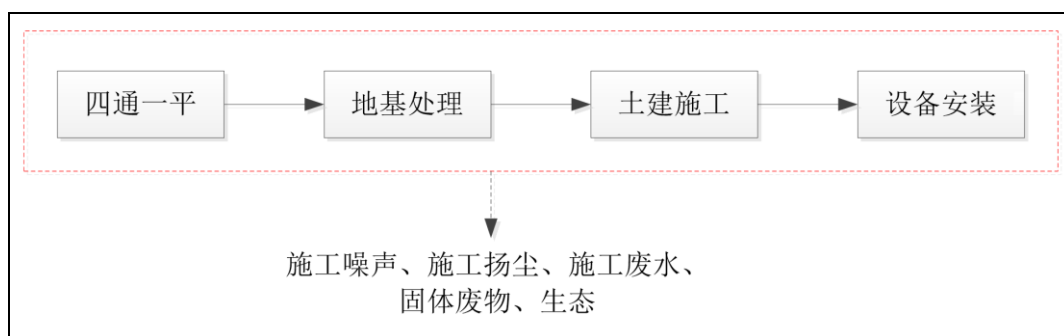 四通一平
地基处理
土建施工
设备安装
施工噪声、施工扬尘、施工废水、
固体废物、生态